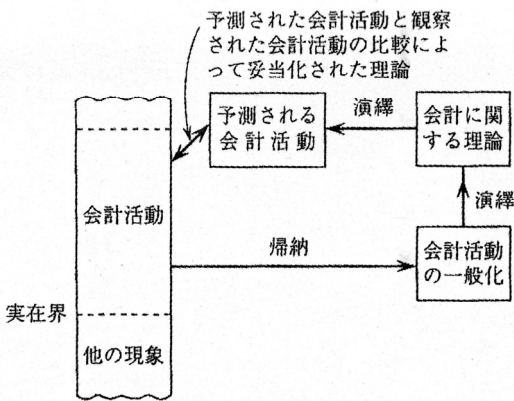 予測された会計活動と観察
された会計活動の比較によ
って妥当化された理論
予測される
会計活動
演繹
会計に関
する理論
演繹
会計活動
帰納
会計活動
の一般化
実在界
他の現象